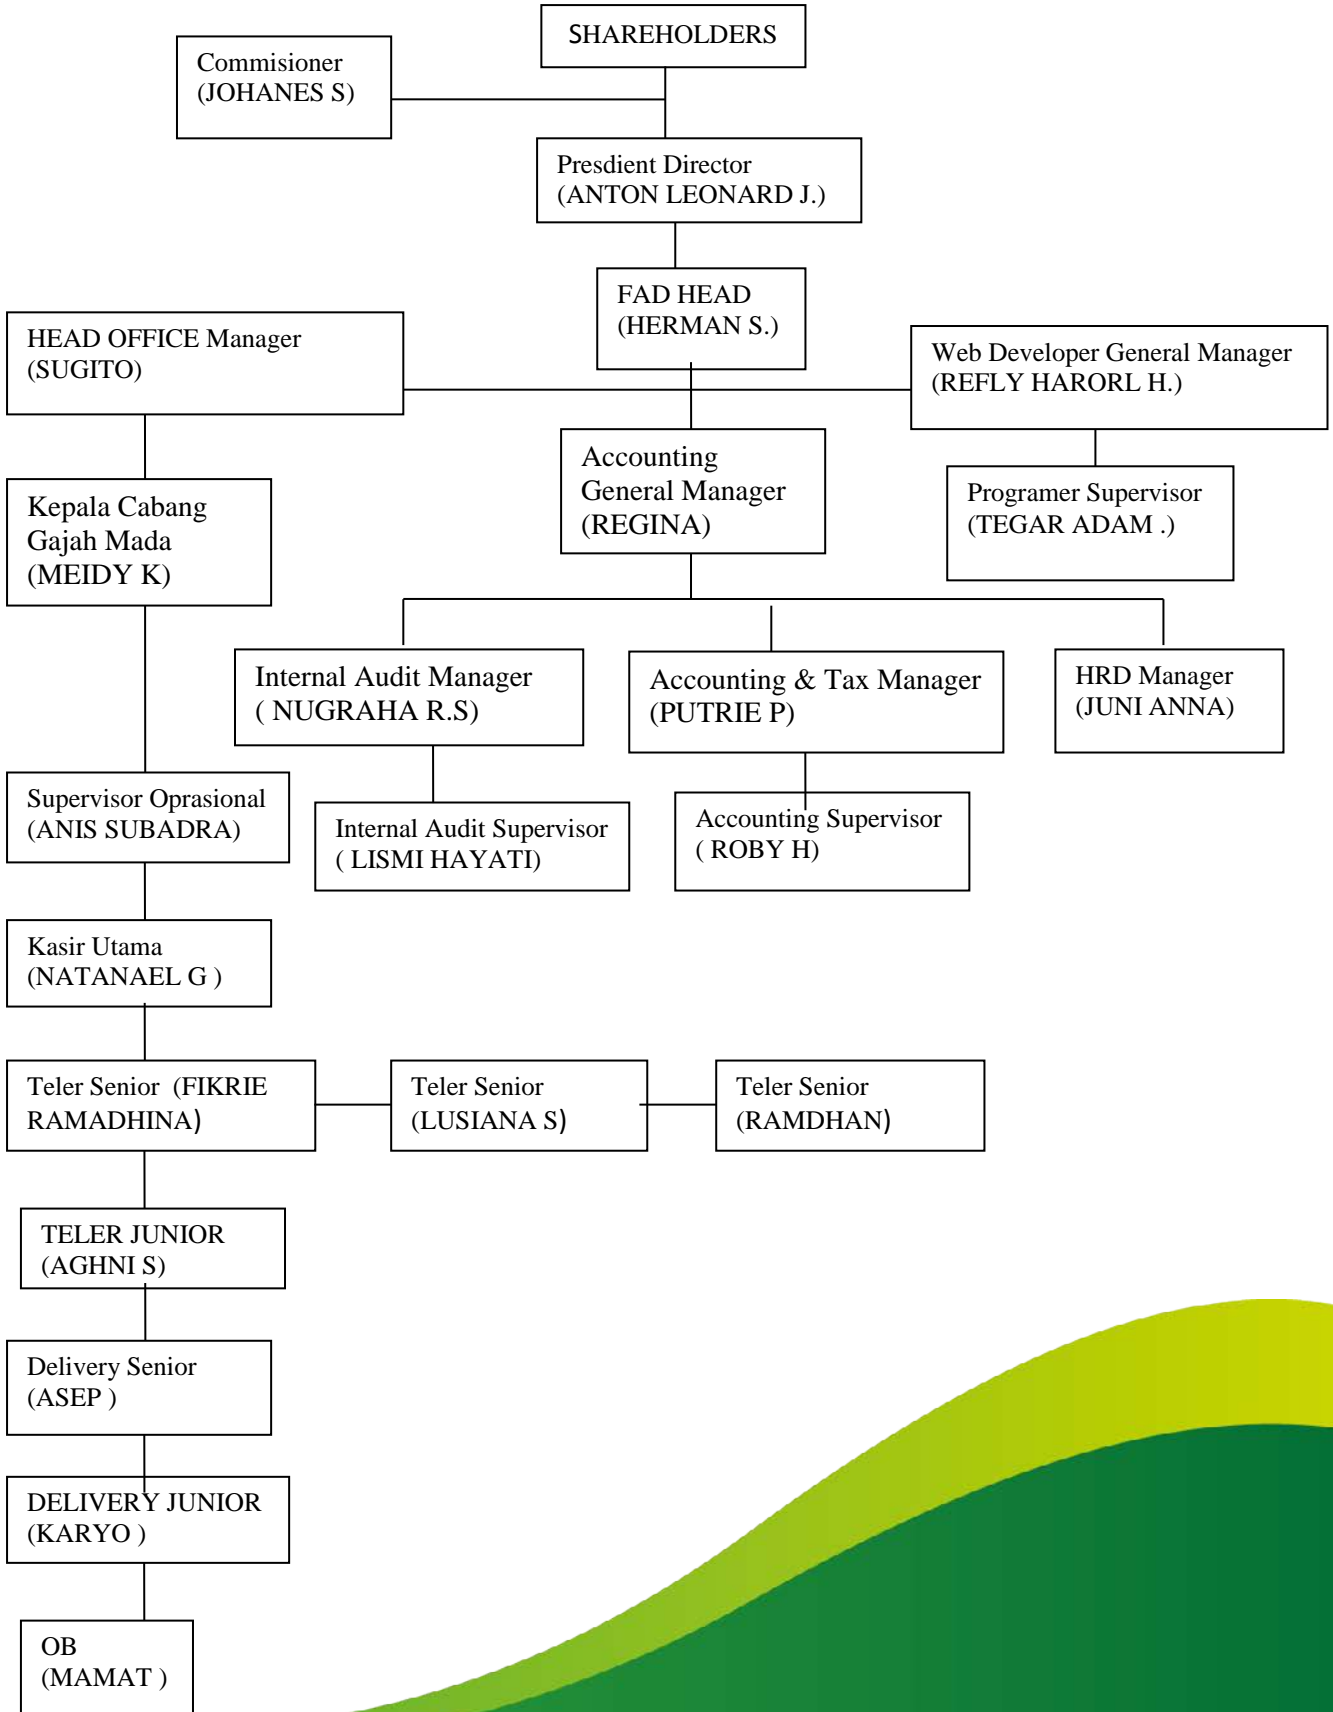 SHAREHOLDERS
Commisioner
(JOHANES S)
Presdient Director
(ANTON LEONARD J.)
FAD HEAD
(HERMAN S.)
HEAD OFFICE Manager
(SUGITO)
Web Developer General Manager
(REFLY HARORL H.)
Accounting
General Manager
(REGINA)
Kepala Cabang
Gajah Mada
(MEIDY K)
Programer Supervisor
(TEGAR ADAM .)
Internal Audit Manager
( NUGRAHA R.S)
Accounting & Tax Manager
(PUTRIE P)
HRD Manager
(JUNI ANNA)
Supervisor Oprasional
(ANIS SUBADRA)
Internal Audit Supervisor
( LISMI HAYATI)
Accounting Supervisor
( ROBY H)
Kasir Utama
(NATANAEL G )
Teler Senior  (FIKRIE
RAMADHINA)
Teler Senior
(LUSIANA S)
Teler Senior
(RAMDHAN)
TELER JUNIOR
(AGHNI S)
Delivery Senior
(ASEP )
DELIVERY JUNIOR
(KARYO )
OB
(MAMAT )